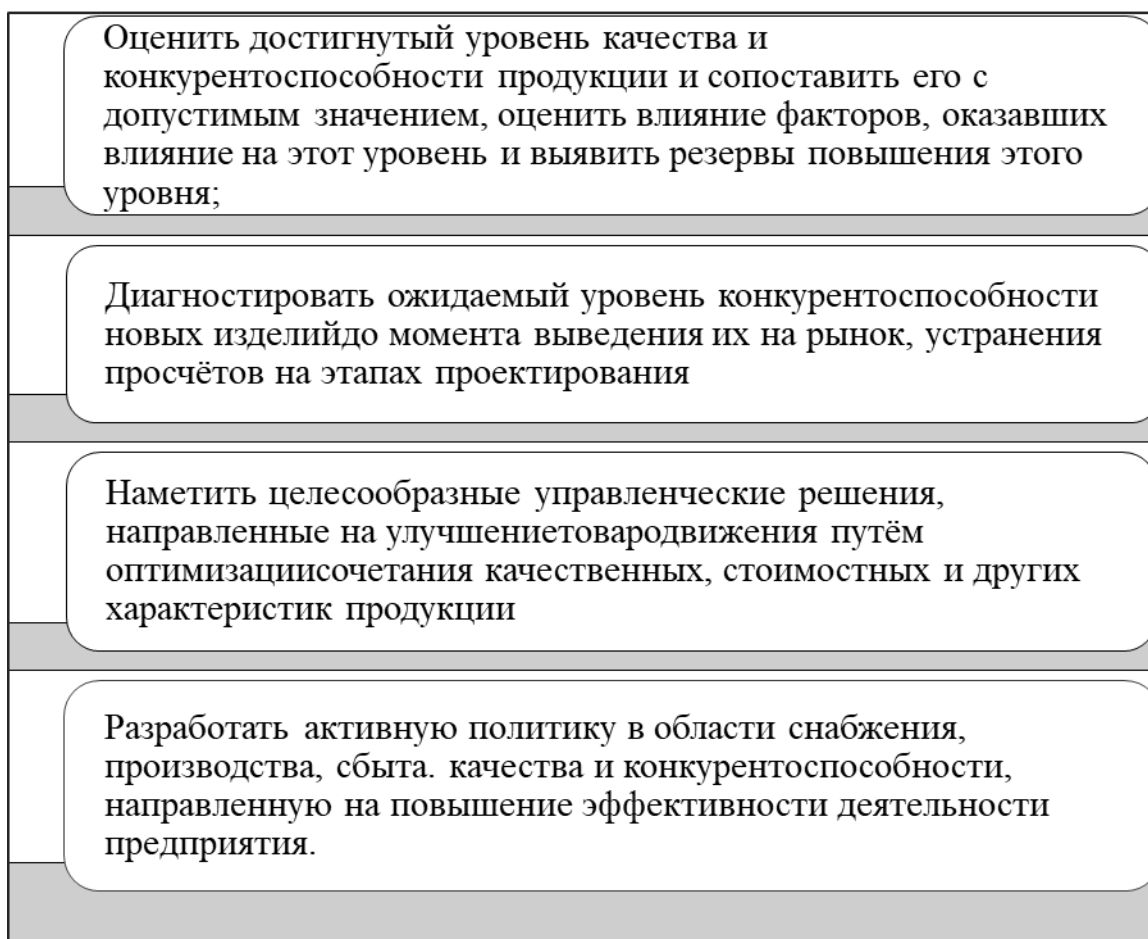 Оценить достигнутый уровень качества и
конкурентоспособности продукции и сопоставить его с
допустимым значением, оценить влияние факторов, оказавших
влияние на этот уровень и выявить резервы повышения этого
уровня;
Диагностировать ожидаемый уровень конкурентоспособности
новых изделийдо момента выведения их на рынок, устранения
просчётов на этапах проектирования
Наметить целесообразные управленческие решения,
направленные на улучшениетовародвижения путём
оптимизациисочетания качественных, стоимостных и других
характеристик продукции
Разработать активную политику в области снабжения,
производства, сбыта. качества и конкурентоспособности,
направленную на повышение эффективности деятельности
предприятия.